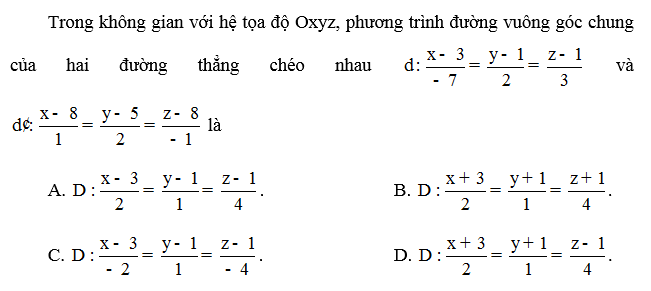 Trong không gian với hệ tọa độ Oxyz, phương trình đường vuông góc chung
của hai đường thẳng chéo nhau d: \frac{x- 3}{- 7} = \frac{y- 1}{2} = \frac{z- 1}{3} và
d¢: \frac{x- 8}{1} = \frac{y- 5}{2} = \frac{z- 8}{- 1} là
A. D : \frac{x- 3}{2} = \frac{y- 1}{1} = \frac{z- 1}{4}. B. D : \frac{x+ 3}{2} = \frac{y+ 1}{1} = \frac{z+ 1}{4}.
C. D : \frac{x- 3}{- 2} = \frac{y- 1}{1} = \frac{z- 1}{- 4}. D. D : \frac{x+ 3}{2} = \frac{y+ 1}{1} = \frac{z- 1}{4}.